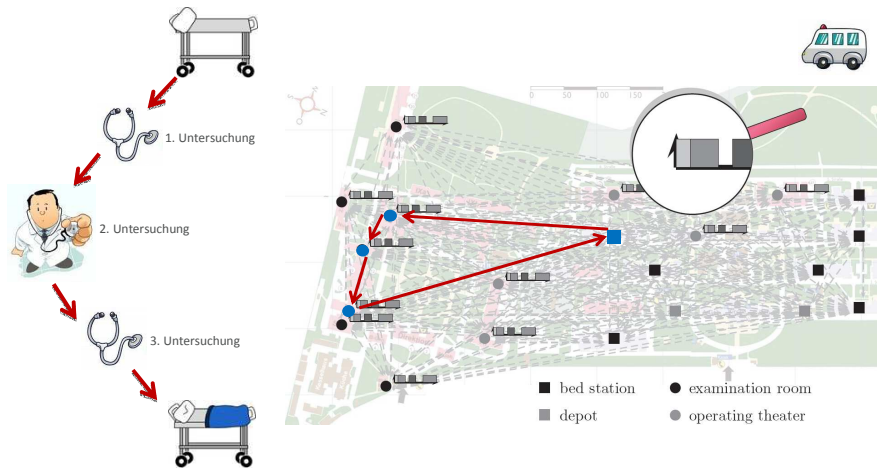 1. Untersuchung
2. Untersuchung
3. Untersuchung
0 50 100 150
bed station
examination room
depot
operating theater